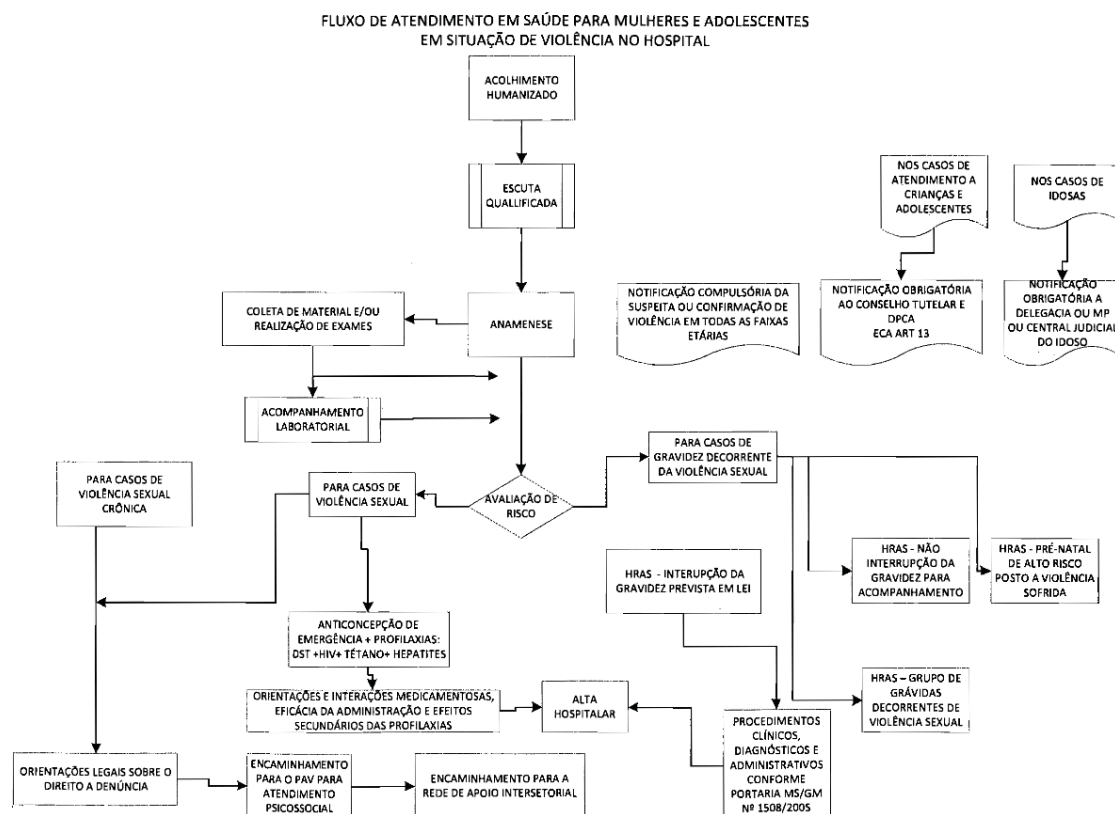 FLUXO DE ATENDIMENTO EM SAÚDE PARA MULHERES E ADOLESCENTES
EM SITUAÇÃO DE VIOLÊNCIA NO HOSPITAL
ACOLHIMENTO
HUMANIZADO
ESCUTA
QUALLIFICADA
NOS CASOS DE
ATENDIMENTO A
CRIANÇAS E
ADOLESCENTES
NOS CASOS DE
IDOSAS
COLETA DE MATERIAL E/OU
REALIZAÇÃO DE EXAMES
ANAMENESE
NOTIFICAÇÃO COMPULSÓRIA DA
SUSPEITA OU CONFIRMAÇÃO DE
VIOLÊNCIA EM TODAS AS FAIXAS
ETÁRIAS
NOTIFICAÇÃO OBRIGATÓRIA
AO CONSELHO TUTELAR E
DPCA
ECA ART 13
NOTIFICAÇÃO
OBRIGATÓRIA A
DELEGACIA OU MP
OU CENTRAL JUDICIAL
DO IDOSO
ACOMPANHAMENTO
LABORATORIAL
PARA CASOS DE
GRAVIDEZ DECORRENTE
DA VIOLÊNCIA SEXUAL
PARA CASOS DE
VIOLÊNCIA SEXUAL
CRÔNICA
PARA CASOS DE
VIOLÊNCIA SEXUAL
AVALIAÇÃO DE
RISCO
HRAS - INTERUPÇÃO DA
GRAVIDEZ PREVISTA EM LEI
HRAS - NÃO
INTERRUPÇÃO DA
GRAVIDEZ PARA
ACOMPANHAMENTO
HRAS - PRÉ-NATAL
DE ALTO RISCO
POSTO A VIOLÊNCIA
SOFRIDA
ANTICONCEPÇÃO DE
EMERGÊNCIA + PROFILAXIAS:
DST +HIV+ TÉTANO+ HEPATITES
ORIENTAÇÕES E INTERAÇÕES MEDICAMENTOSAS,
EFICÁCIA DA ADMINISTRAÇÃO E EFEITOS
SECUNDÁRIOS DAS PROFILAXIAS
ALTA
HOSPITALAR
HRAS – GRUPO DE
GRÁVIDAS
DECORRENTES DE
VIOLÊNCIA SEXUAL
PROCEDIMENTOS
CLÍNICOS,
DIAGNÓSTICOS E
ADMINISTRATIVOS
CONFORME
PORTARIA MS/GM
Nº 1508/2005
ORIENTAÇÕES LEGAIS SOBRE O
DIREITO A DENÚNCIA
ENCAMINHAMENTO
PARA O PAV PARA
ATENDIMENTO
PSICOSSOCIAL
ENCAMINHAMENTO PARA A
REDE DE APOIO INTERSETORIAL